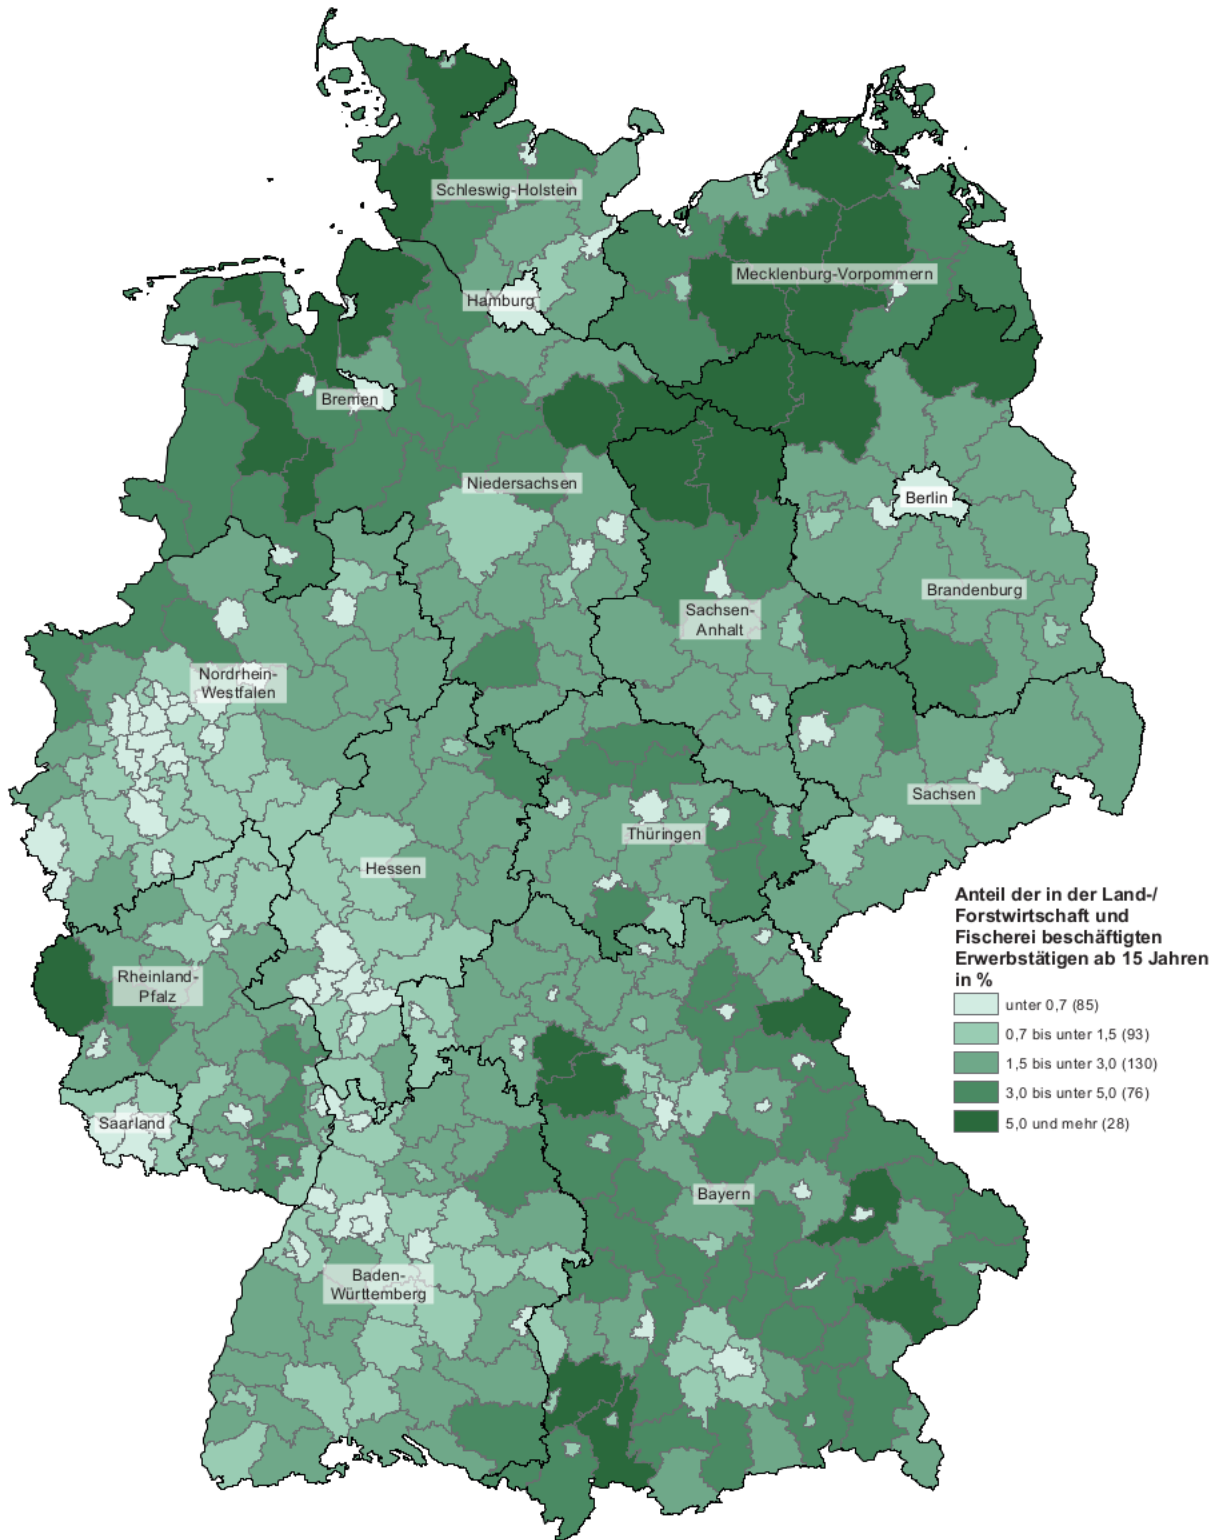 Schleswig-Holstein
Mecklenburg-Vorpommern
Hamburg
Bremen
Niedersachsen
Berlin
Brandenburg
Sachsen-
Anhalt
Nordrhein-
Westfalen
Sachsen
Thüringen
Hessen
Rheinland-
Pfalz
Saarland
Bayern
Baden-
Württemberg
Anteil der in der Land-/
Forstwirtschaft und
Fischerei beschäftigten
Erwerbstätigen ab 15 Jahren
in %
unter 0,7 (85)
0,7 bis unter 1,5 (93)
1,5 bis unter 3,0 (130)
3,0 bis unter 5,0 (76)
5,0 und mehr (28)